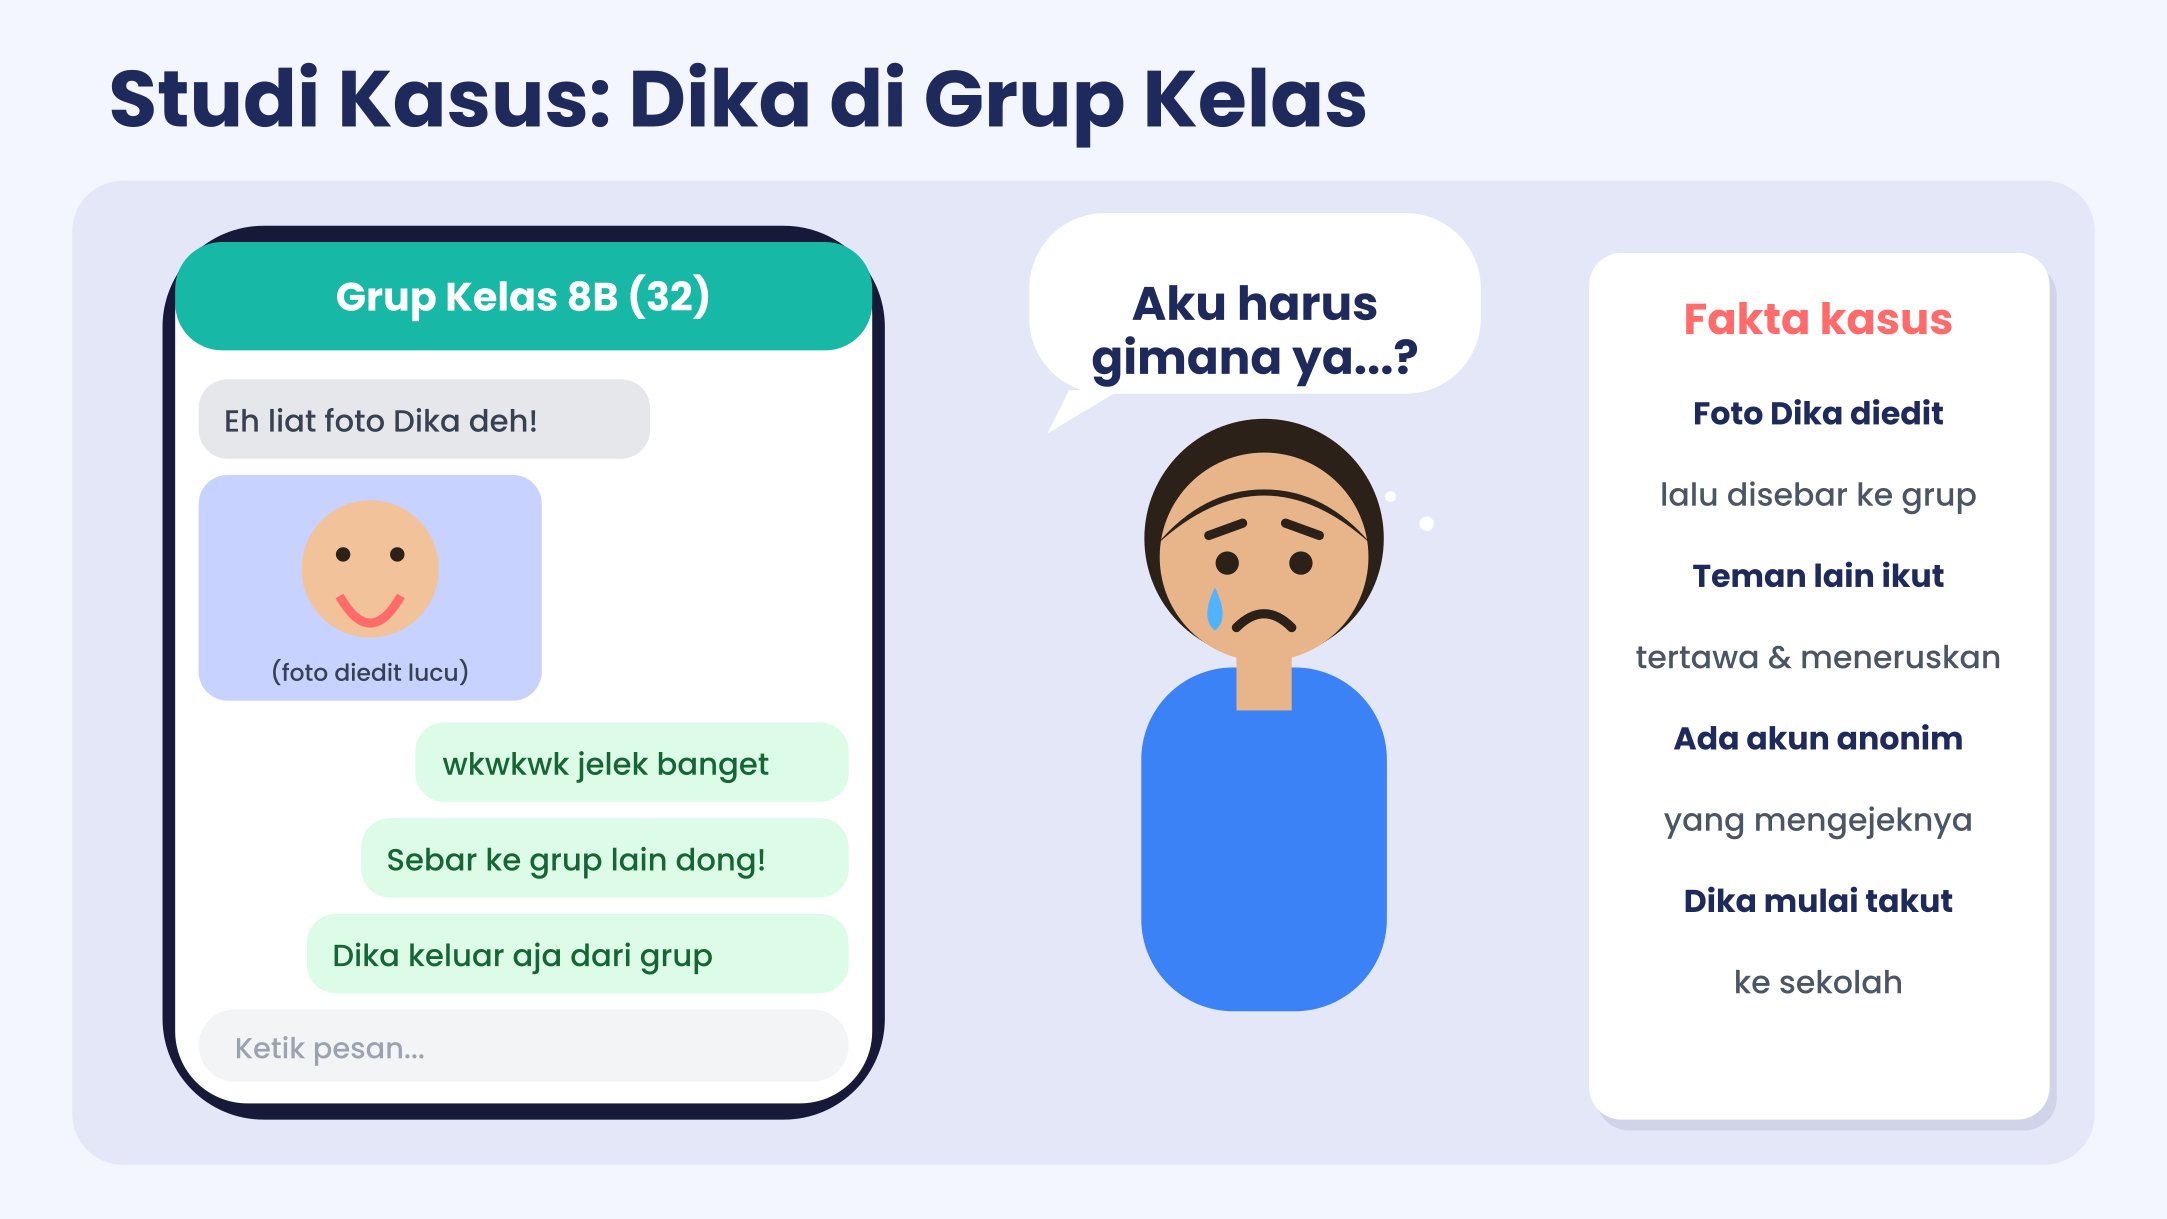 Studi Kasus: Dika di Grup Kelas
Grup Kelas 8B (32)
Eh liat foto Dika deh!
(foto diedit lucu)
wkwkwk jelek banget
Sebar ke grup lain dong!
Dika keluar aja dari grup
Ketik pesan...
Aku harus
gimana ya...?
Fakta kasus
Foto Dika diedit
lalu disebar ke grup
Teman lain ikut
tertawa & meneruskan
Ada akun anonim
yang mengejeknya
Dika mulai takut
ke sekolah